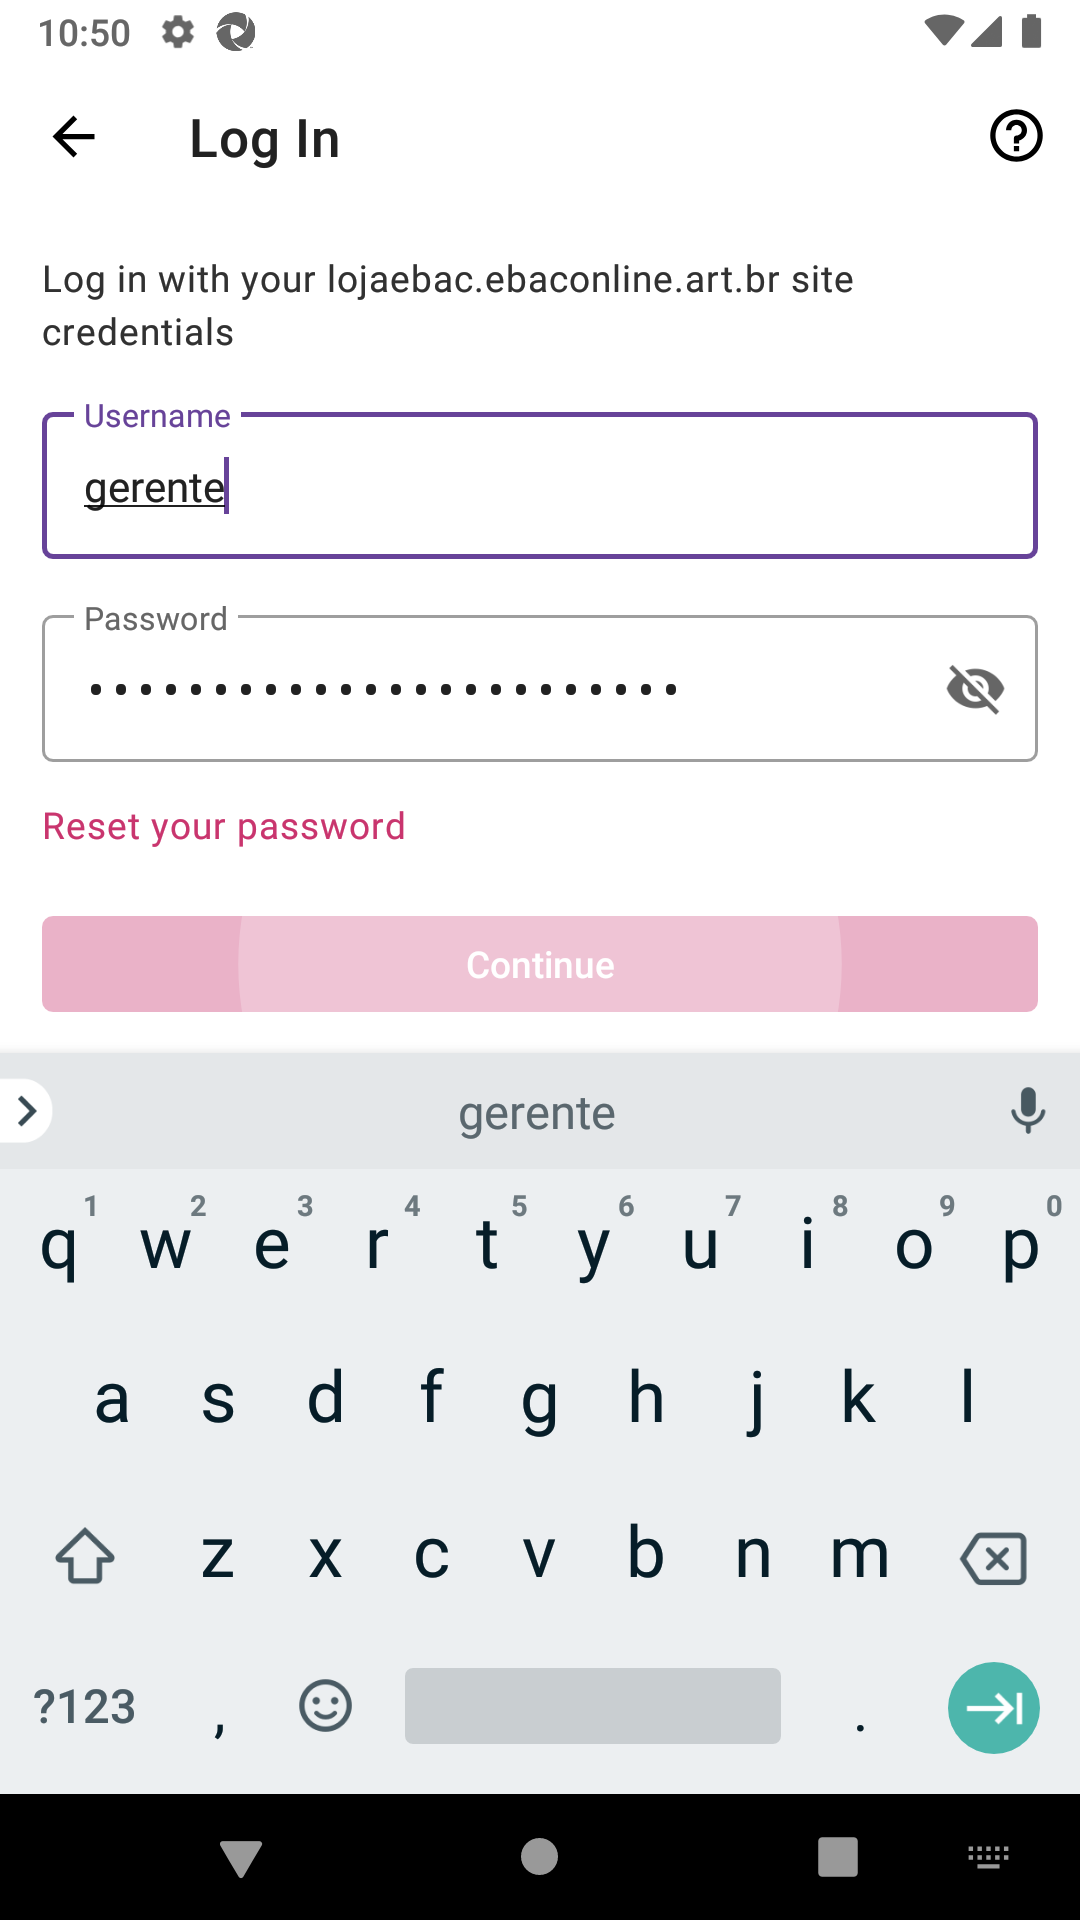 10:50
Log In
Log in with your lojaebac.ebaconline.art.br site
credentials
Username
gerente
Password
••••••••••••••••••••••••
Reset your password
Continue
gerente
1 2 3 4 5 6 7 8 9 0
q w e r t y u i o p
a s d f g h j k l
z x c v b n m
?123 , .